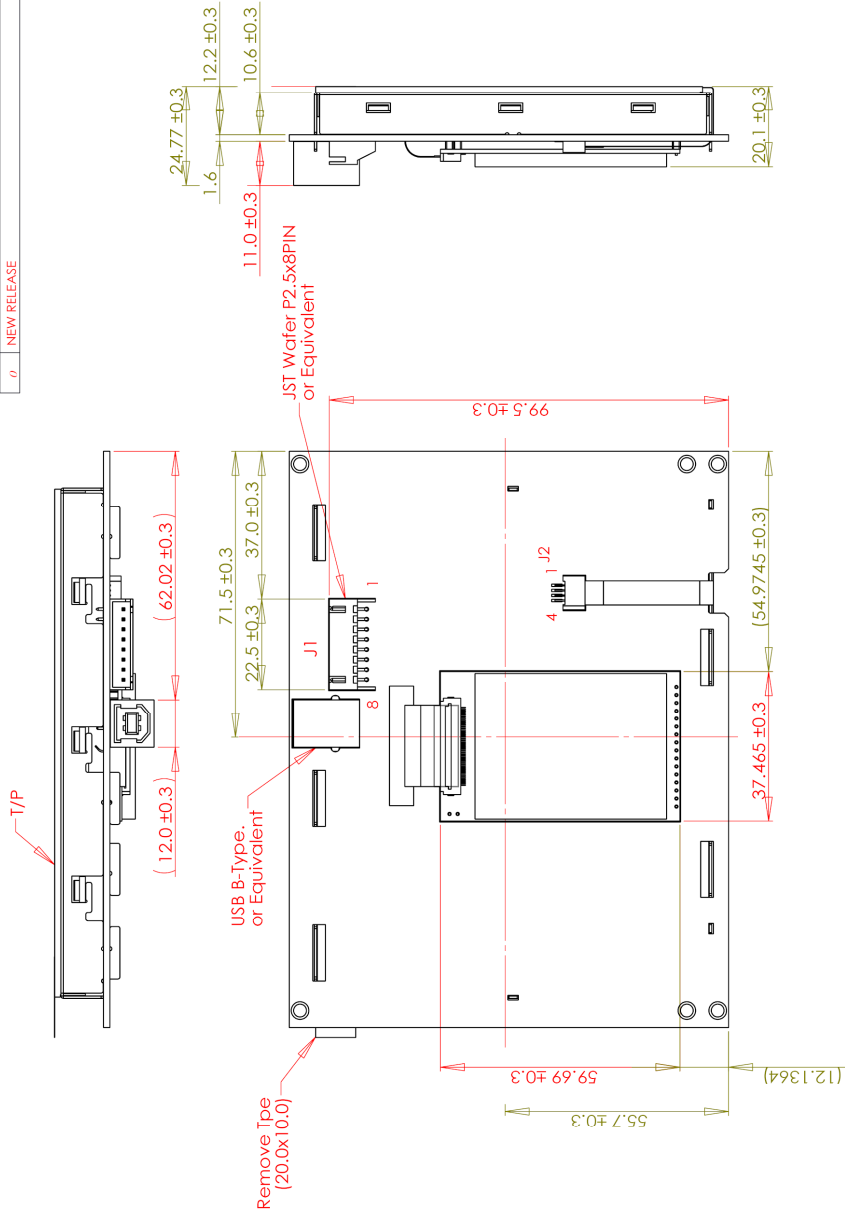 0 NEW RELEASE
24.77 ±0.3
12.2 ±0.3
10.6 ±0.3
1.6
11.0 ±0.3
20.1 ±0.3
T/P
( 62.02 ±0.3 )
( 12.0 ±0.3 )
71.5 ±0.3
37.0 ±0.3
22.5 ±0.3
JST Wafer P2.5x8PIN
or Equivalent
J1
1
8
USB B-Type.
or Equivalent
99.5 ±0.3
J2
1
4
(54.9745 ±0.3)
37.465 ±0.3
59.69 ±0.3
(12.1364)
55.7 ±0.3
Remove Tpe
(20.0x10.0)